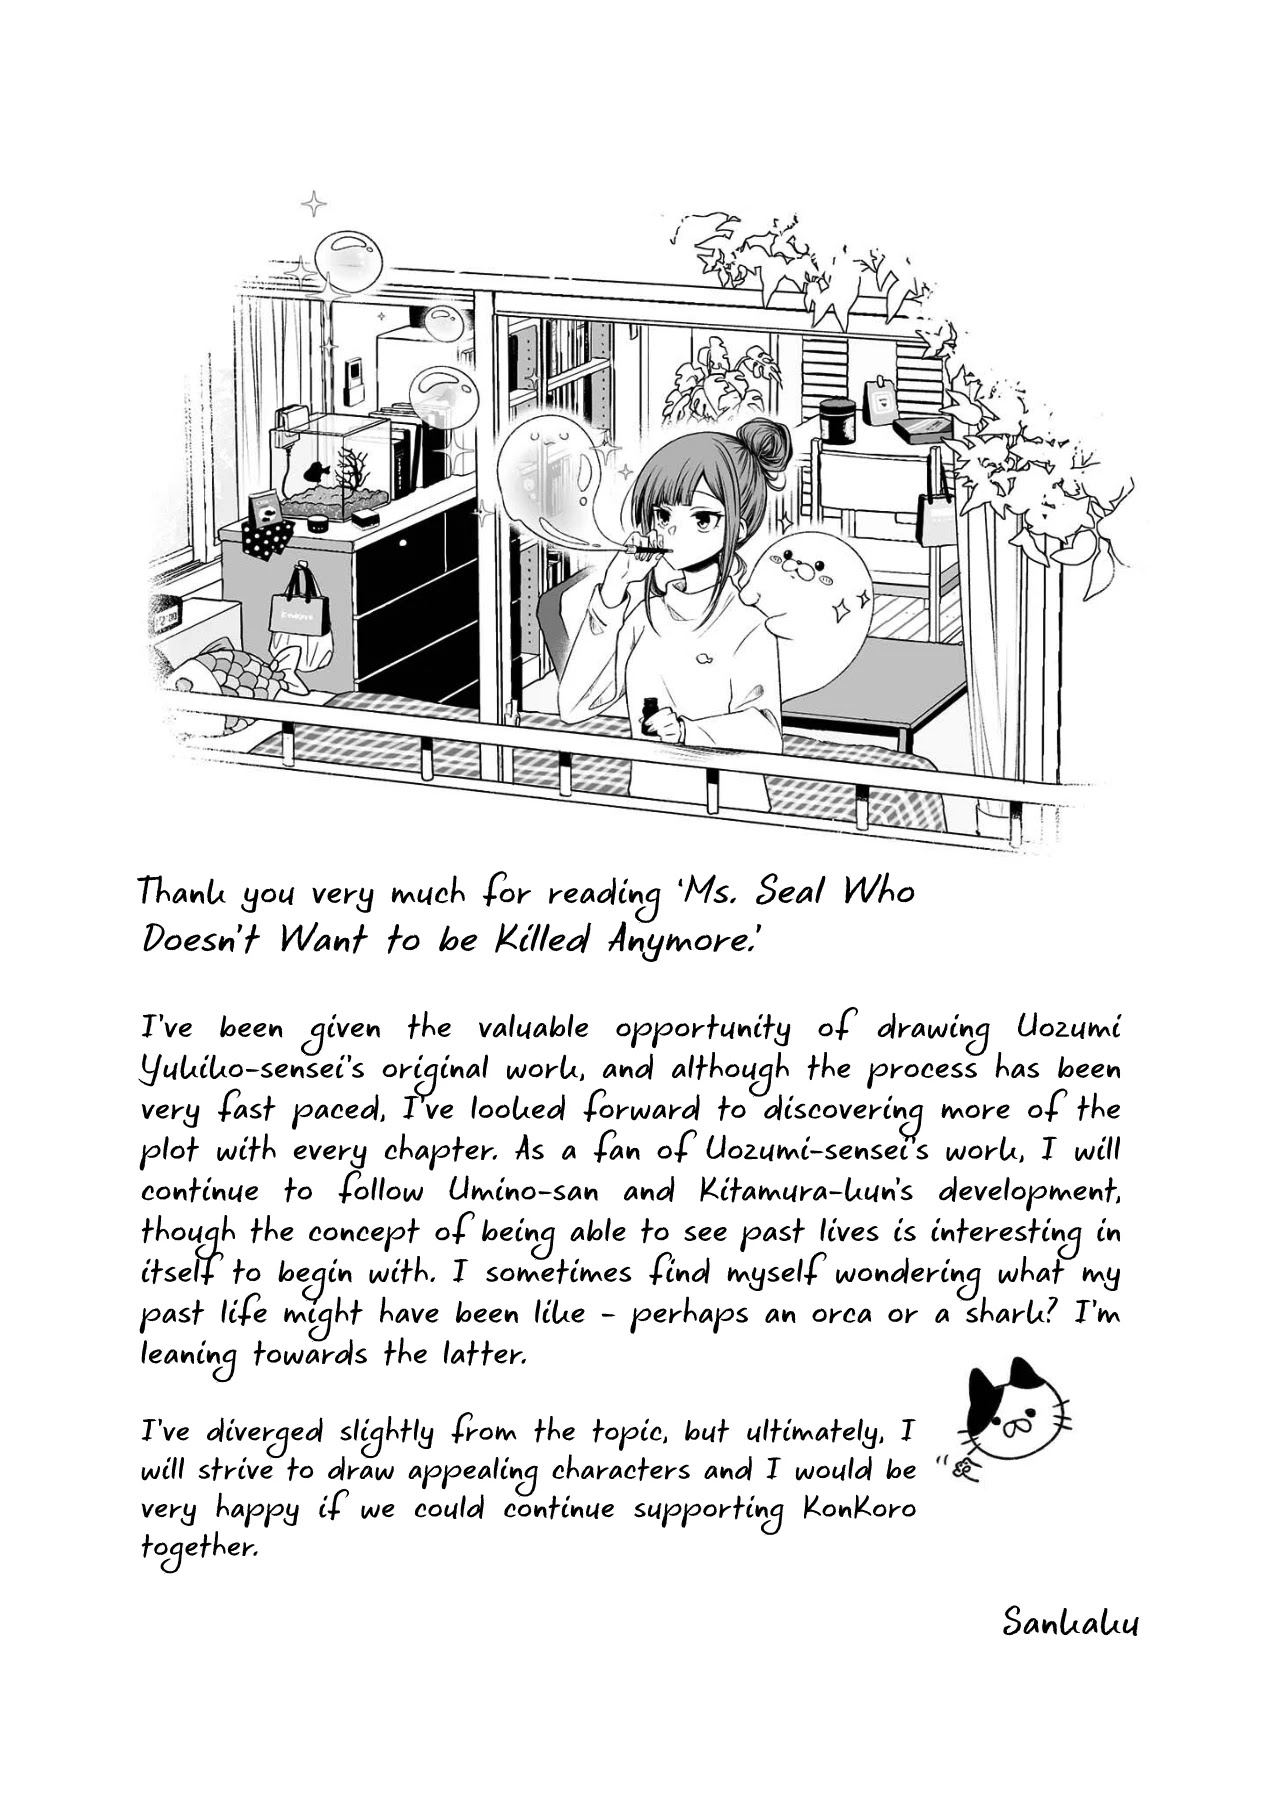 Thank you very much for reading 'Ms. Seal Who
Doesn't Want to be Killed Anymore.'
I've been given the valuable opportunity of drawing Uozumi
Yukiko-sensei's original work, and although the process has been
very fast paced, I've looked forward to discovering more of the
plot with every chapter. As a fan of Uozumi-sensei's work, I will
continue to follow Umino-san and Kitamura-kun's development,
though the concept of being able to see past lives is interesting in
itself to begin with. I sometimes find myself wondering what my
past life might have been like - perhaps an orca or a shark? I'm
leaning towards the latter.
I've diverged slightly from the topic, but ultimately, I
will strive to draw appealing characters and I would be
very happy if we could continue supporting KonKoro
together.
Sankaku